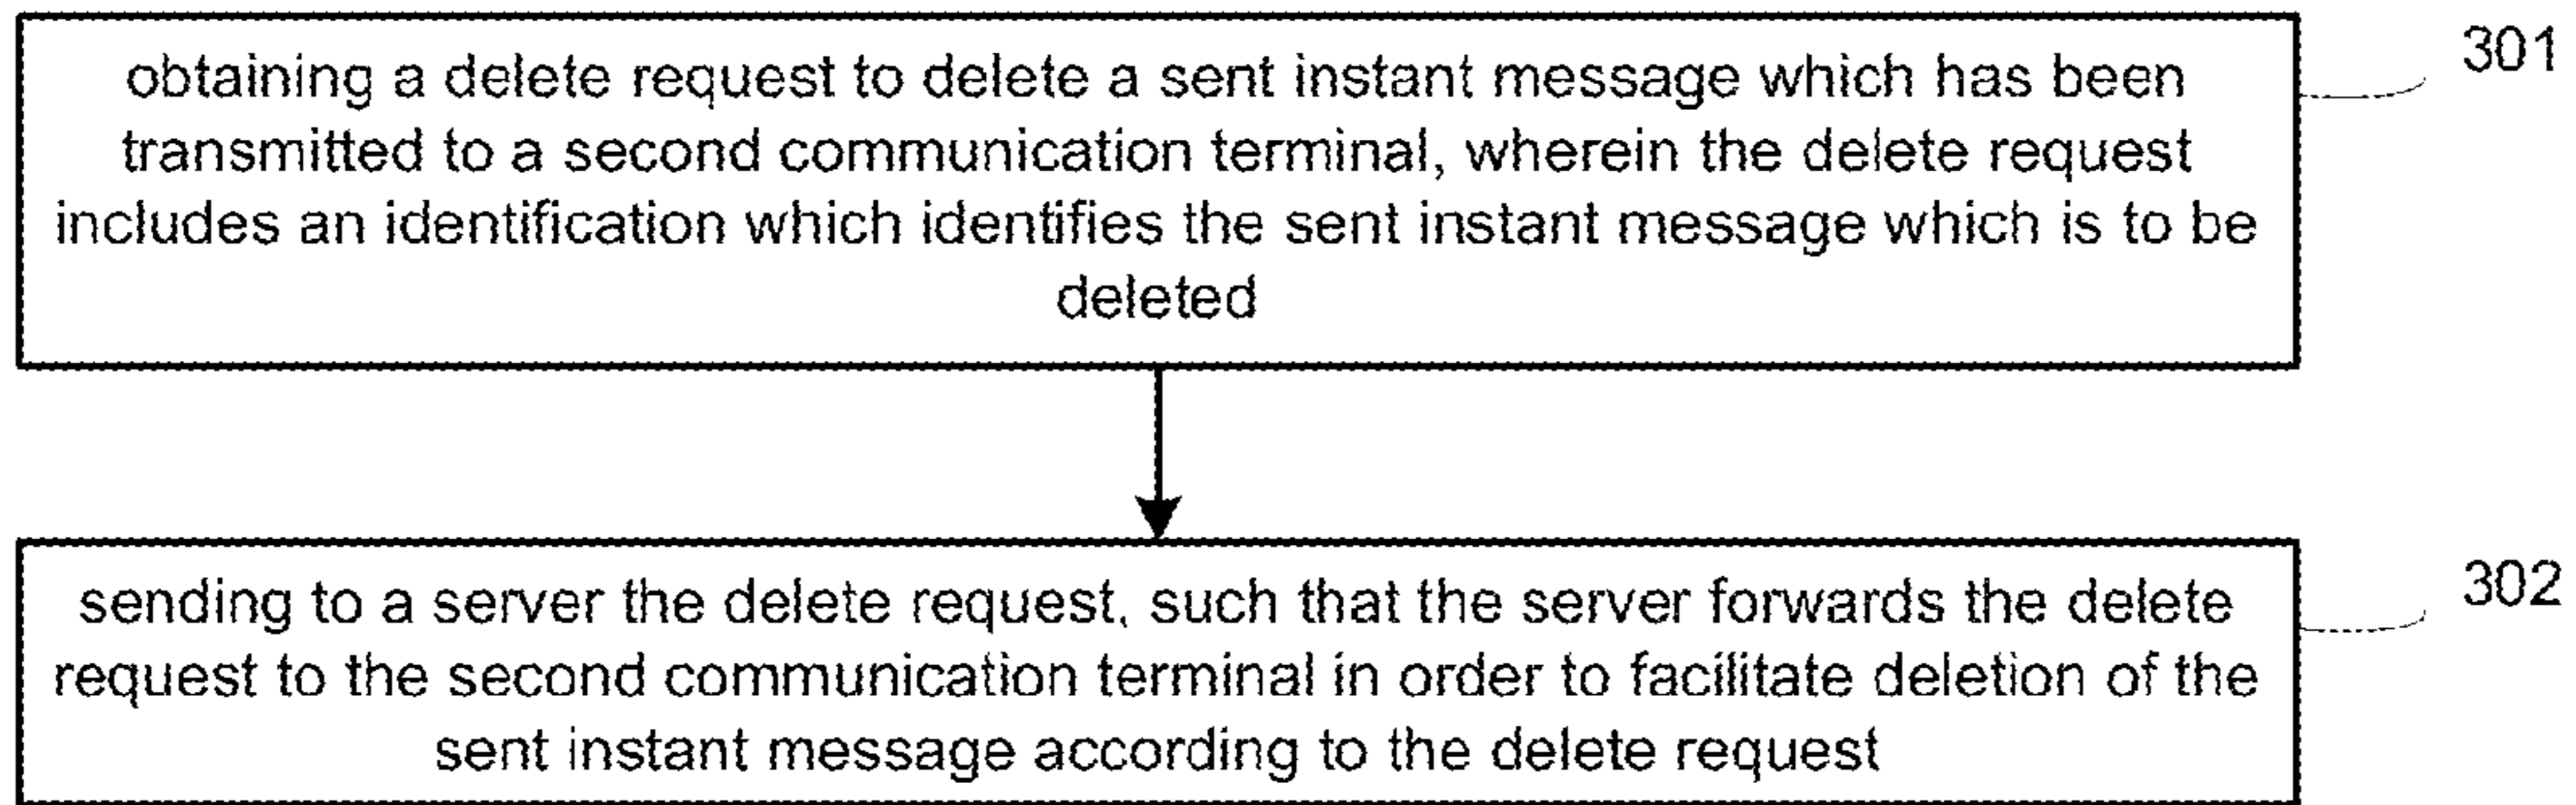 obtaining a delete request to delete a sent instant message which has been
transmitted to a second communication terminal, wherein the delete request
includes an identification which identifies the sent instant message which is to be
deleted
301
sending to a server the delete request, such that the server forwards the delete
request to the second communication terminal in order to facilitate deletion of the
sent instant message according to the delete request
302